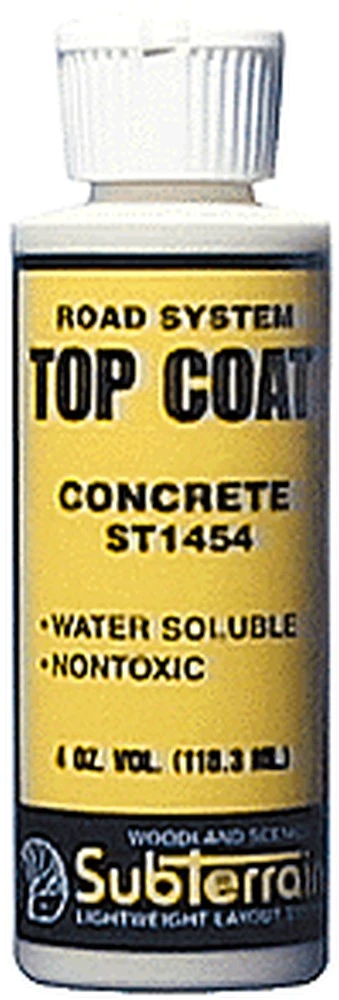 ROAD SYSTEM
TOP COAT
CONCRETE
ST1454
•WATER SOLUBLE
•NONTOXIC
4 OZ. VOL. (118.3 ML)
WOODLAND SCENI
SubTerrain
LIGHTWEIGHT LAYOUT